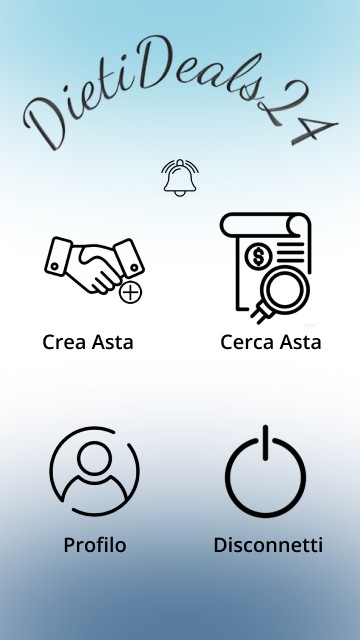 DietiDeals24
Crea Asta
Cerca Asta
Profilo
Disconnetti